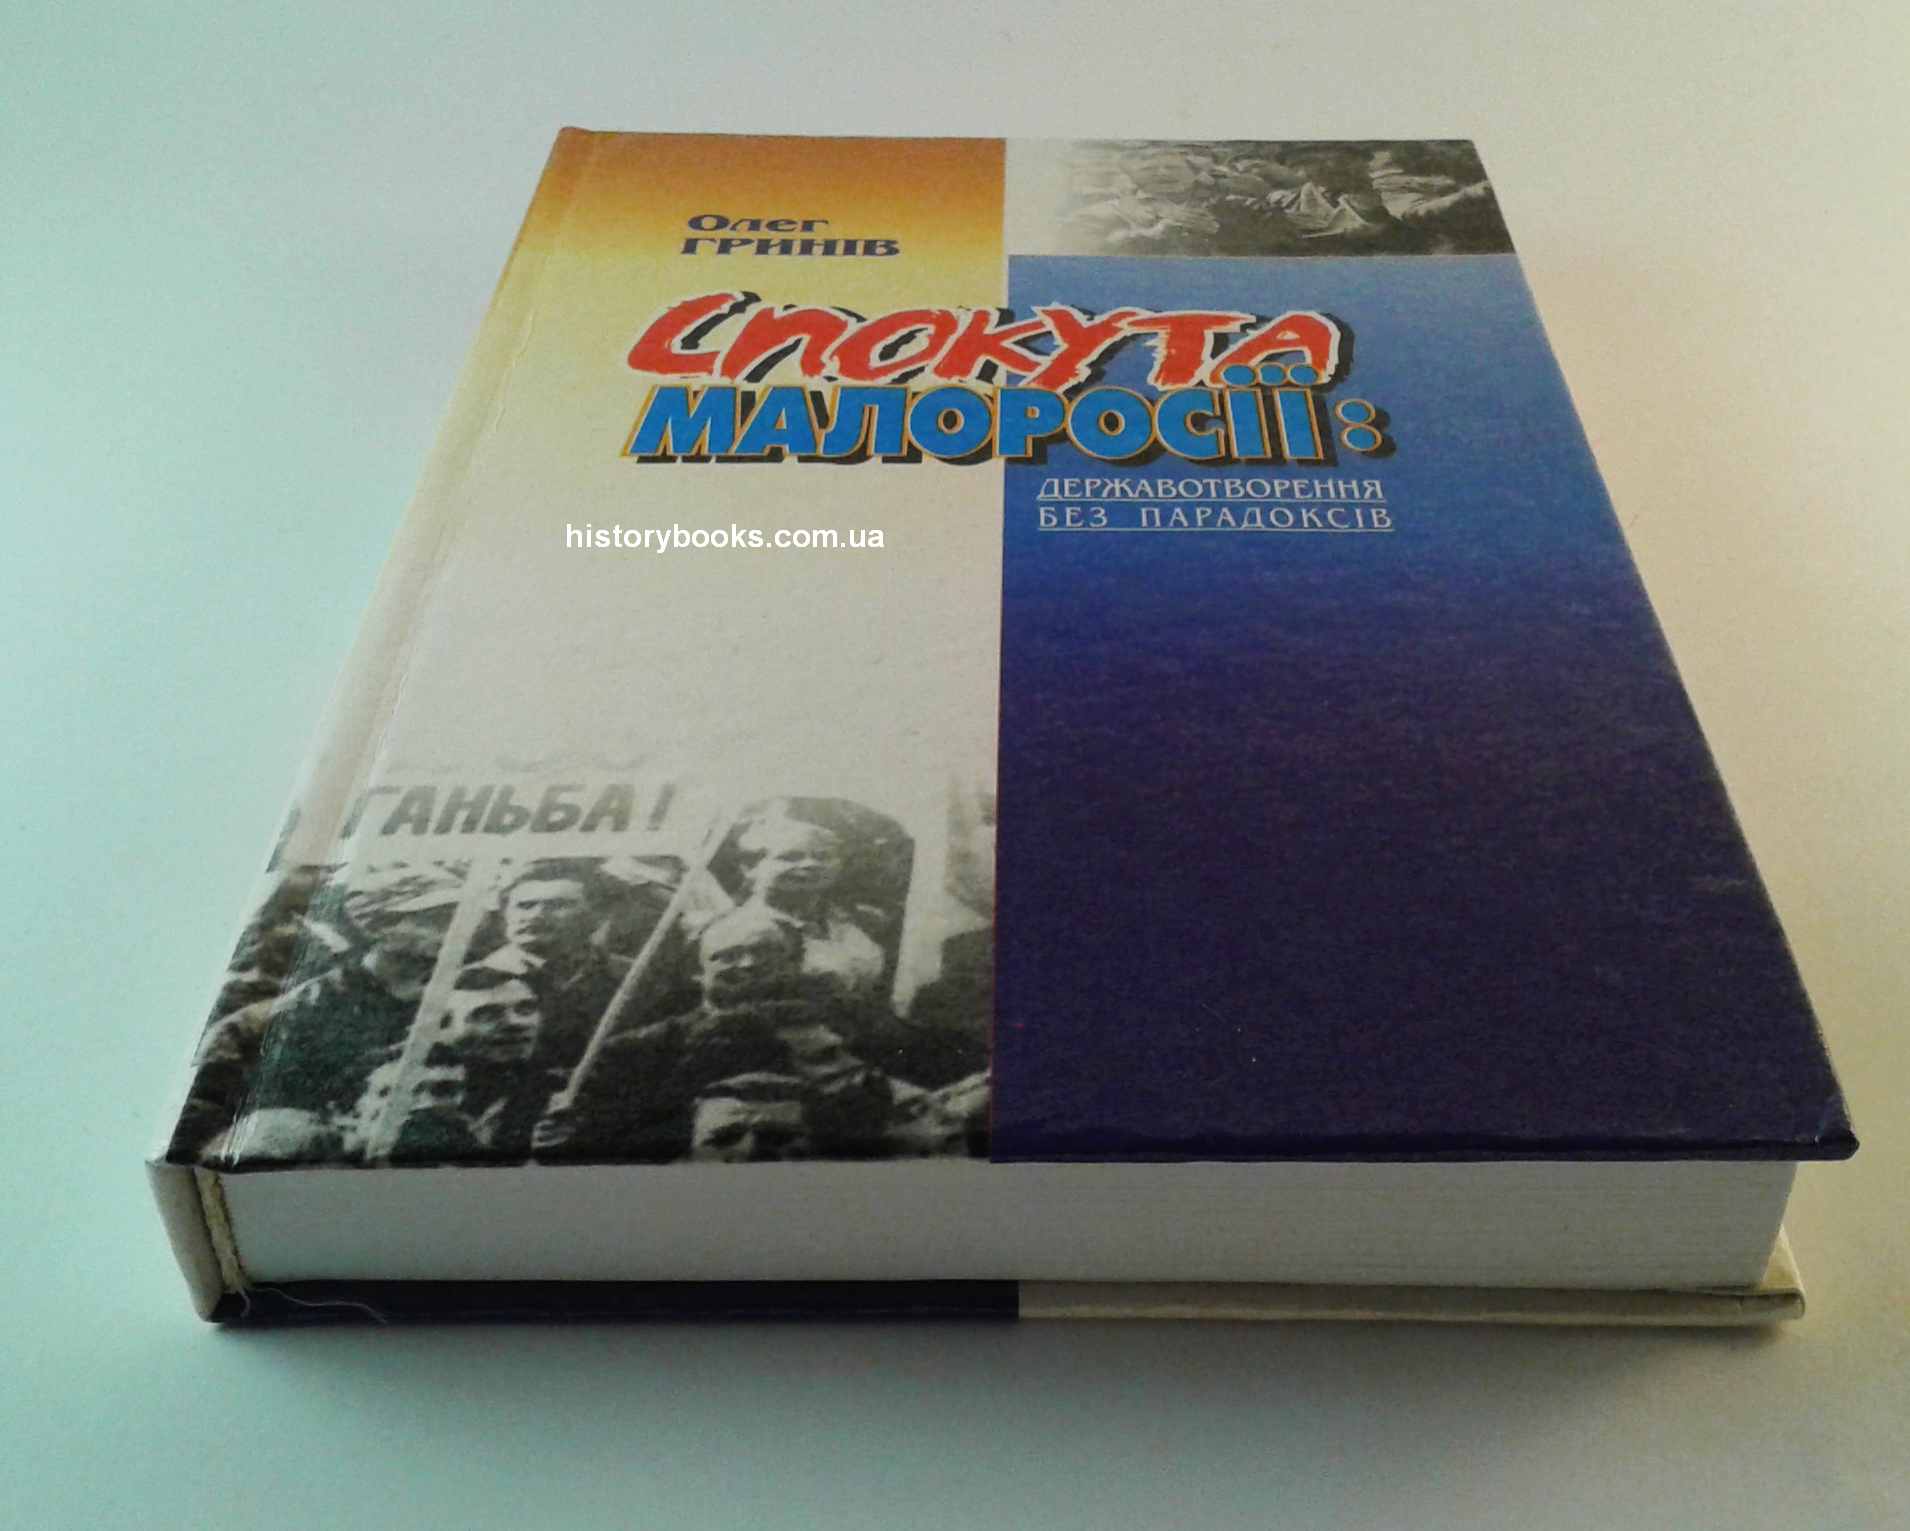 Олег
ГРИНІВ
СПОКУТА
МАЛОРОСІЇ:
ДЕРЖАВОТВОРЕННЯ
БЕЗ ПАРАДОКСІВ
historybooks.com.ua
ГАНЬБА!